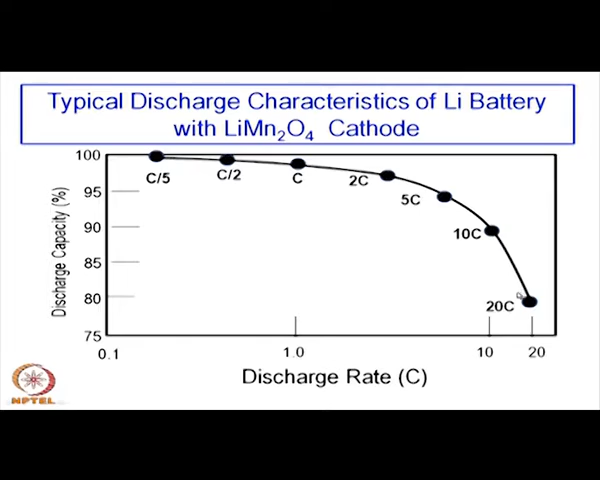 Typical Discharge Characteristics of Li Battery
with LiMn₂O₄ Cathode
Discharge Capacity (%)
100
95
90
85
80
75
C/5
C/2
C
2C
5C
10C
20C
0.1
1.0
10
20
Discharge Rate (C)
NPTEL